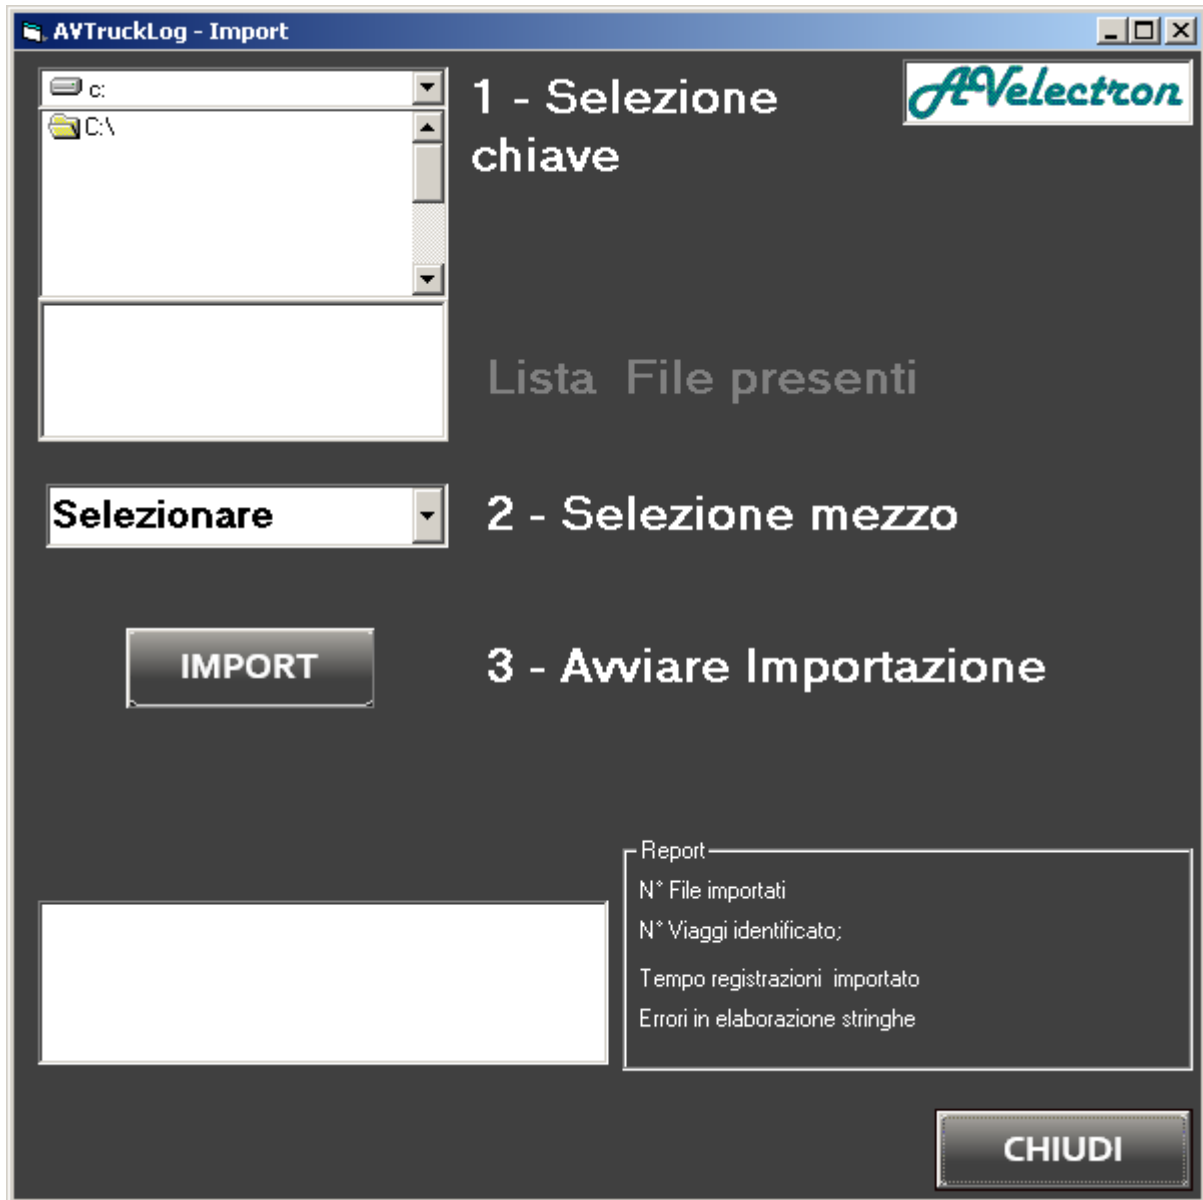 AVTruckLog - Import
c:
1 - Selezione
chiave
AVelectron
C:\
Lista File presenti
Selezionare
2 - Selezione mezzo
IMPORT
3 - Avviare Importazione
Report
N° File importati
N° Viaggi identificato;
Tempo registrazioni importato
Errori in elaborazione stringhe
CHIUDI